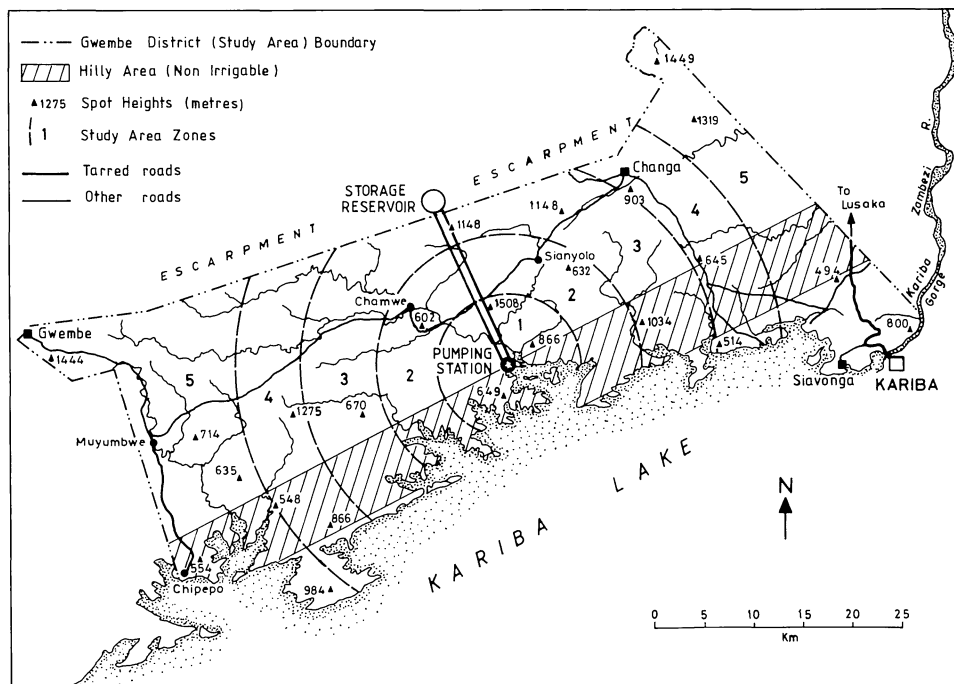 Gwembe District (Study Area) Boundary
Hilly Area (Non Irrigable)
▲1275 Spot Heights (metres)
1 Study Area Zones
Tarred roads
Other roads
1449
1319
ESCARPMENT
ESCARPMENT
STORAGE
RESERVOIR
1148
1148
Changa
903
5
4
3
To
Lusaka
Zambezi R.
Kariba
Gorge
Sianyolo
632
645
494
2
Chamwe
602
1508
1
866
1034
514
800
PUMPING
STATION
649
Siavonga
KARIBA
Gwembe
1444
5
4
3
2
1275
670
Muyumbwe
714
635
548
866
554
Chipepo
984
KARIBA LAKE
N
0 5 10 15 20 25
Km